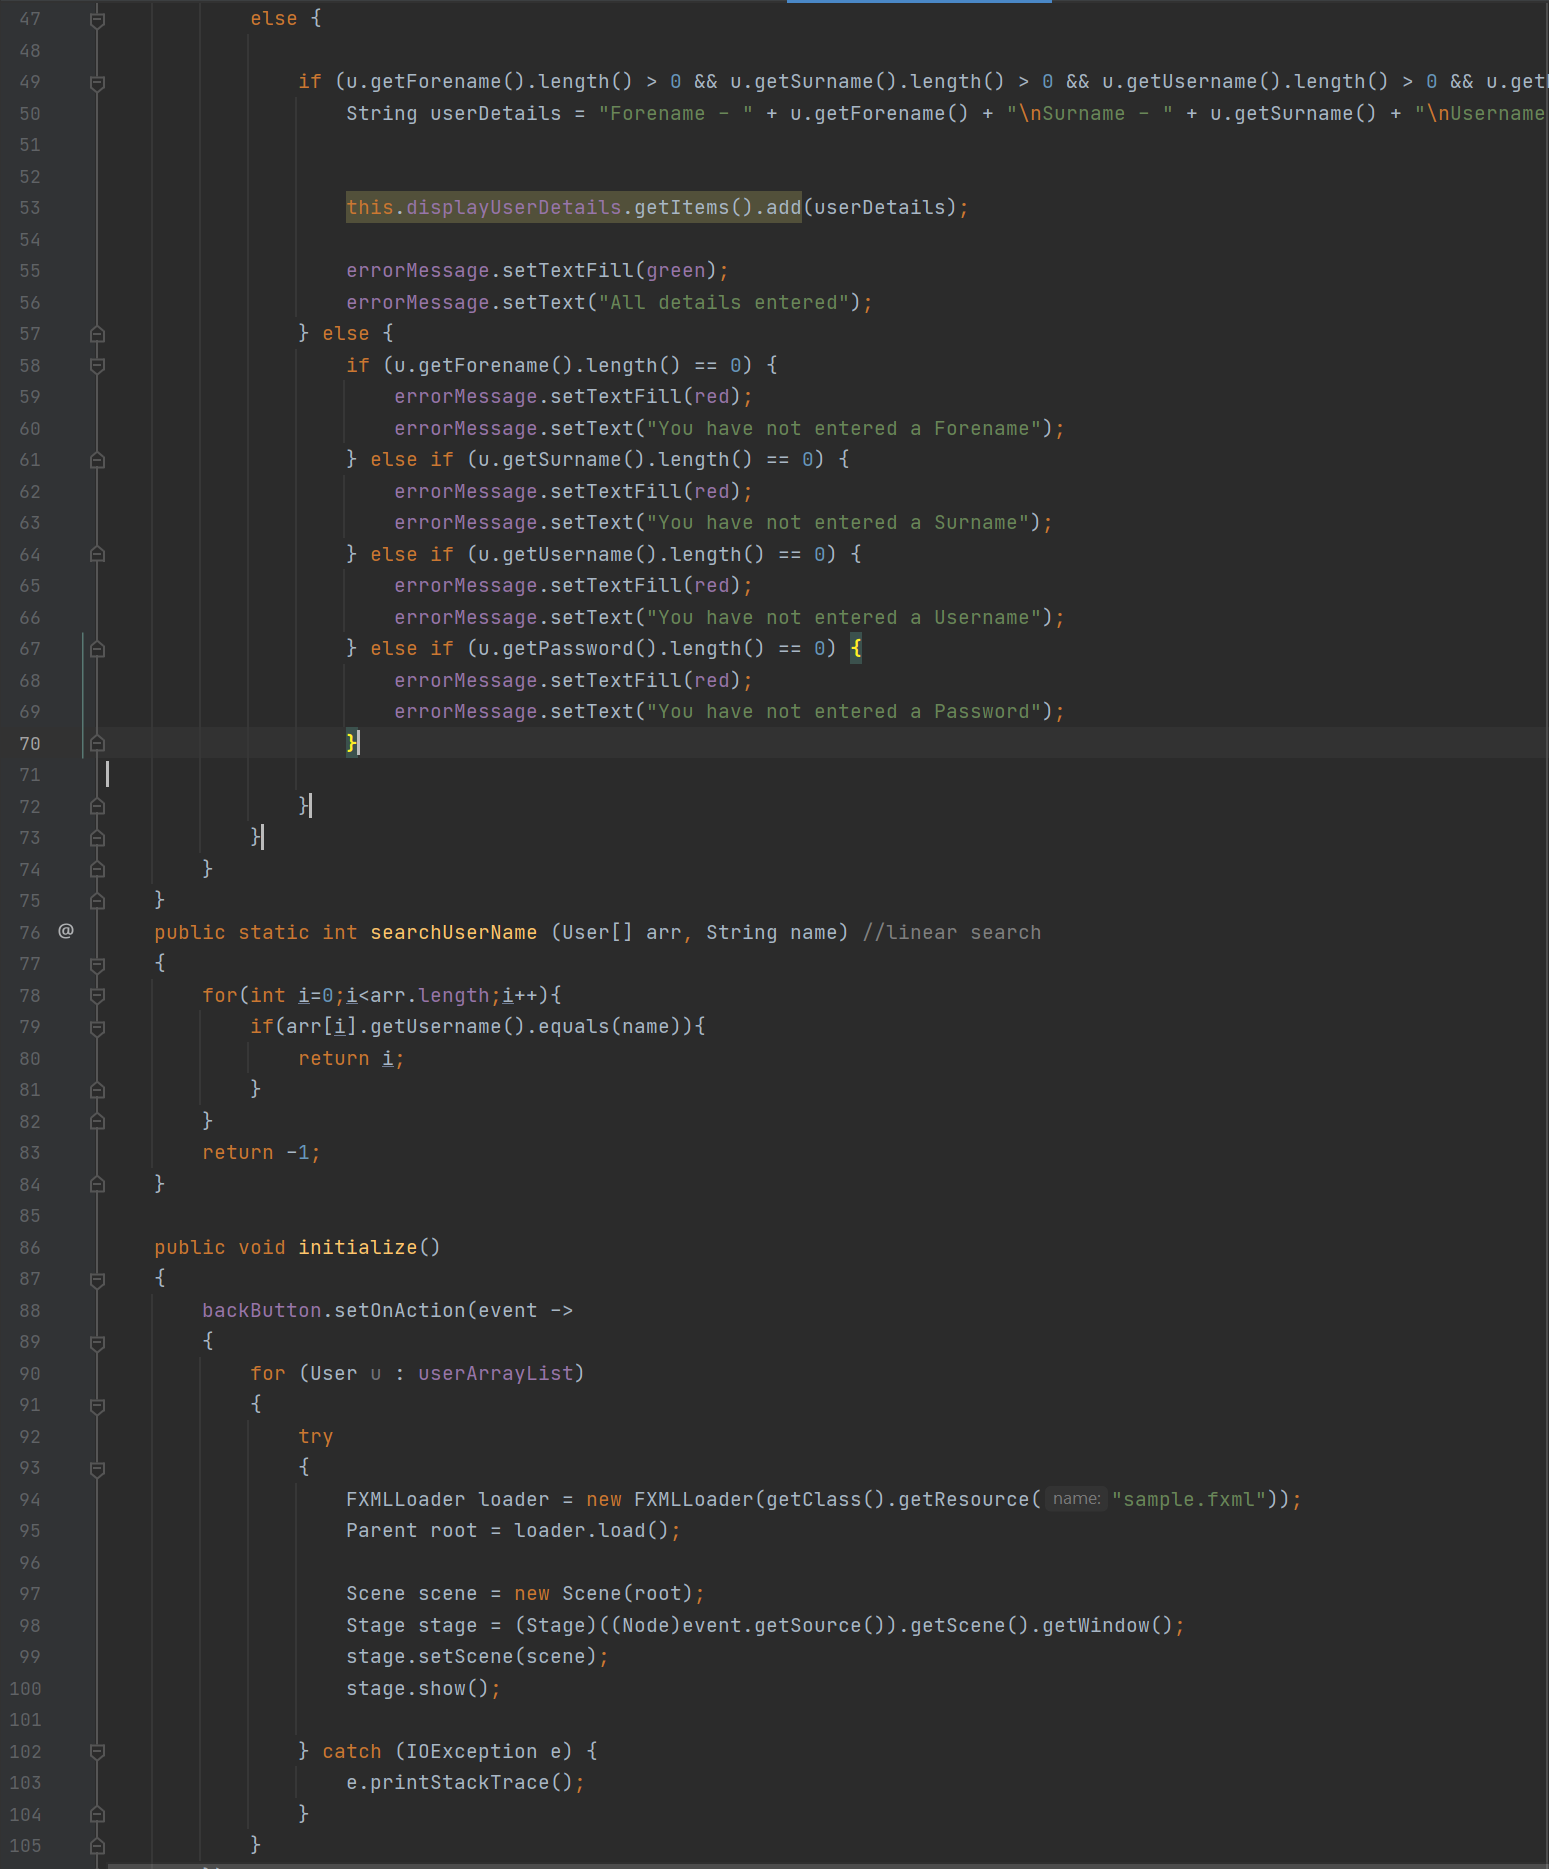 47 else {
48
49 if (u.getForename().length() > 0 && u.getSurname().length() > 0 && u.getUsername().length() > 0 && u.get
50 String userDetails = "Forename - " + u.getForename() + "\nSurname - " + u.getSurname() + "\nUsername
51
52
53 this.displayUserDetails.getItems().add(userDetails);
54
55 errorMessage.setTextFill(green);
56 errorMessage.setText("All details entered");
57 } else {
58 if (u.getForename().length() == 0) {
59 errorMessage.setTextFill(red);
60 errorMessage.setText("You have not entered a Forename");
61 } else if (u.getSurname().length() == 0) {
62 errorMessage.setTextFill(red);
63 errorMessage.setText("You have not entered a Surname");
64 } else if (u.getUsername().length() == 0) {
65 errorMessage.setTextFill(red);
66 errorMessage.setText("You have not entered a Username");
67 } else if (u.getPassword().length() == 0) {
68 errorMessage.setTextFill(red);
69 errorMessage.setText("You have not entered a Password");
70 }
71
72 }
73 }
74 }
75 }
76 @ public static int searchUserName (User[] arr, String name) //linear search
77 {
78 for(int i=0;i<arr.length;i++){
79 if(arr[i].getUsername().equals(name)){
80 return i;
81 }
82 }
83 return -1;
84 }
85
86 public void initialize()
87 {
88 backButton.setOnAction(event ->
89 {
90 for (User u : userArrayList)
91 {
92 try
93 {
94 FXMLLoader loader = new FXMLLoader(getClass().getResource( name: "sample.fxml"));
95 Parent root = loader.load();
96
97 Scene scene = new Scene(root);
98 Stage stage = (Stage)((Node)event.getSource()).getScene().getWindow();
99 stage.setScene(scene);
100 stage.show();
101
102 } catch (IOException e) {
103 e.printStackTrace();
104 }
105 }